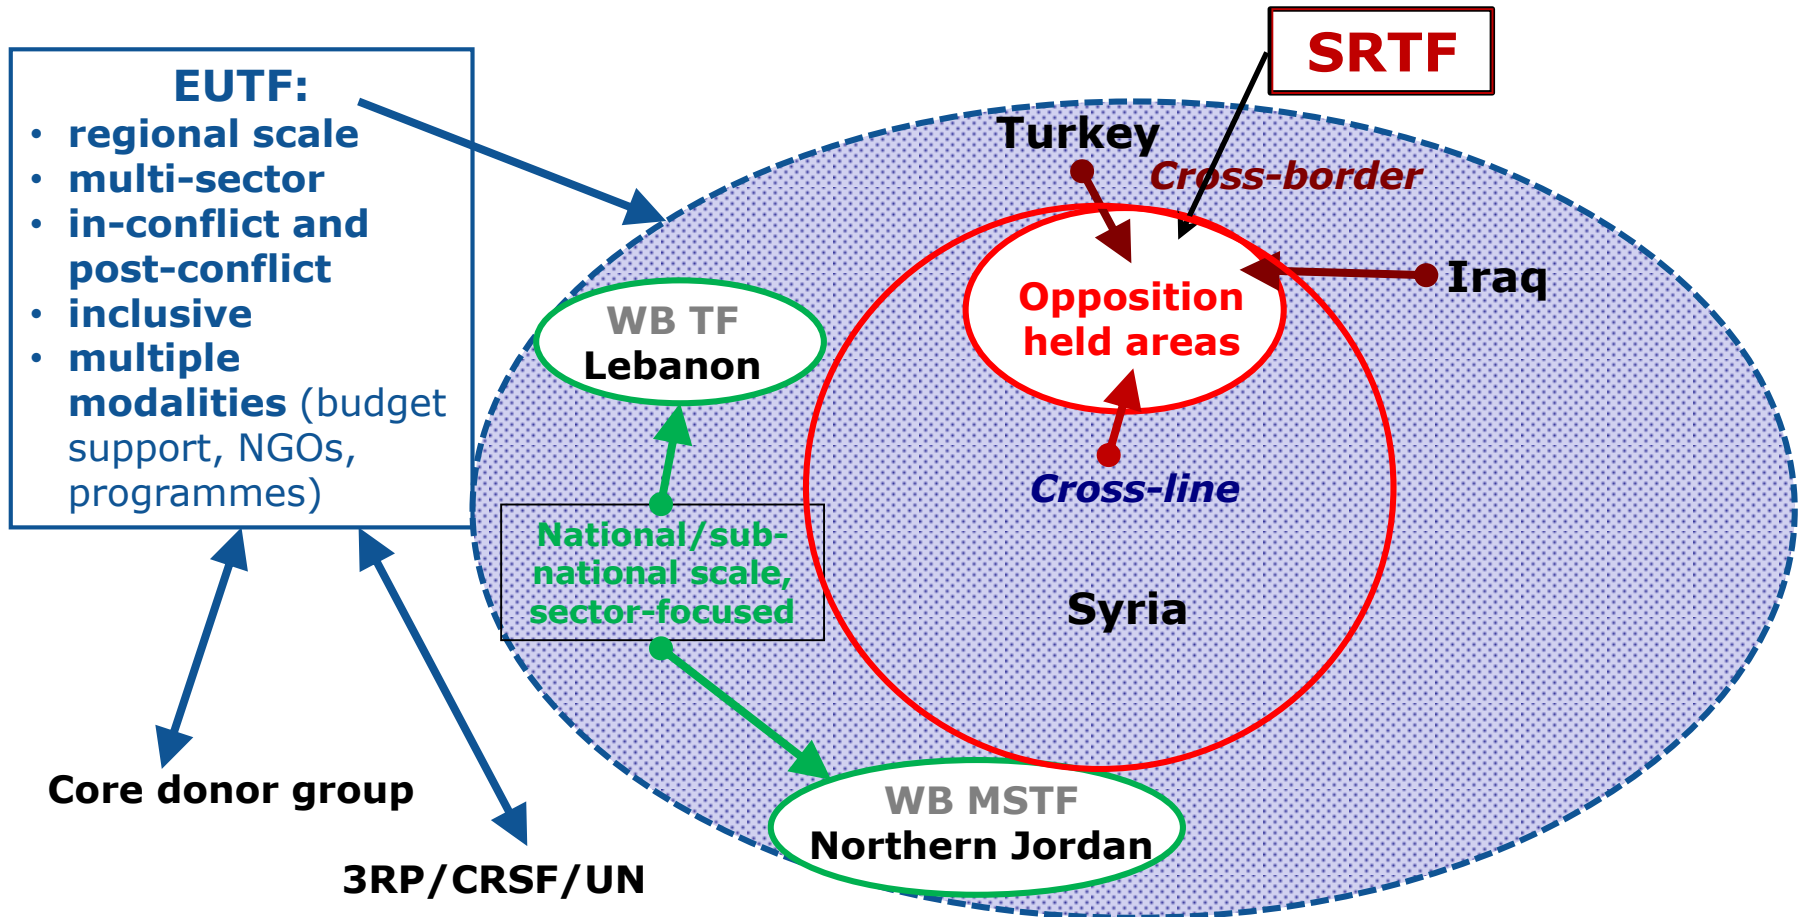 EUTF:
• regional scale
• multi-sector
• in-conflict and
post-conflict
• inclusive
• multiple
modalities (budget
support, NGOs,
programmes)
SRTF
Turkey
Cross-border
Iraq
Opposition
held areas
WB TF
Lebanon
Cross-line
National/sub-
national scale,
sector-focused
Syria
WB MSTF
Northern Jordan
Core donor group
3RP/CRSF/UN